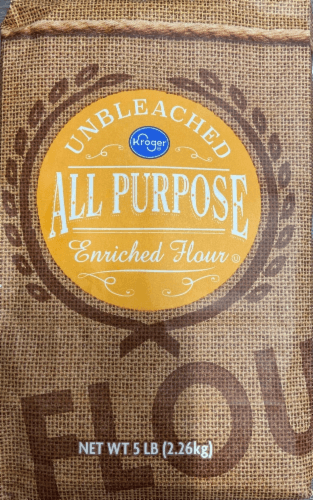 UNBLEACHED
Kroger
ALL PURPOSE
Enriched Flour
FLOU
NET WT 5 LB (2.26kg)